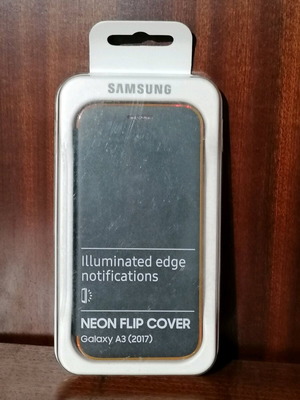 SAMSUNG
Illuminated edge
notifications
NEON FLIP COVER
Galaxy A3 (2017)